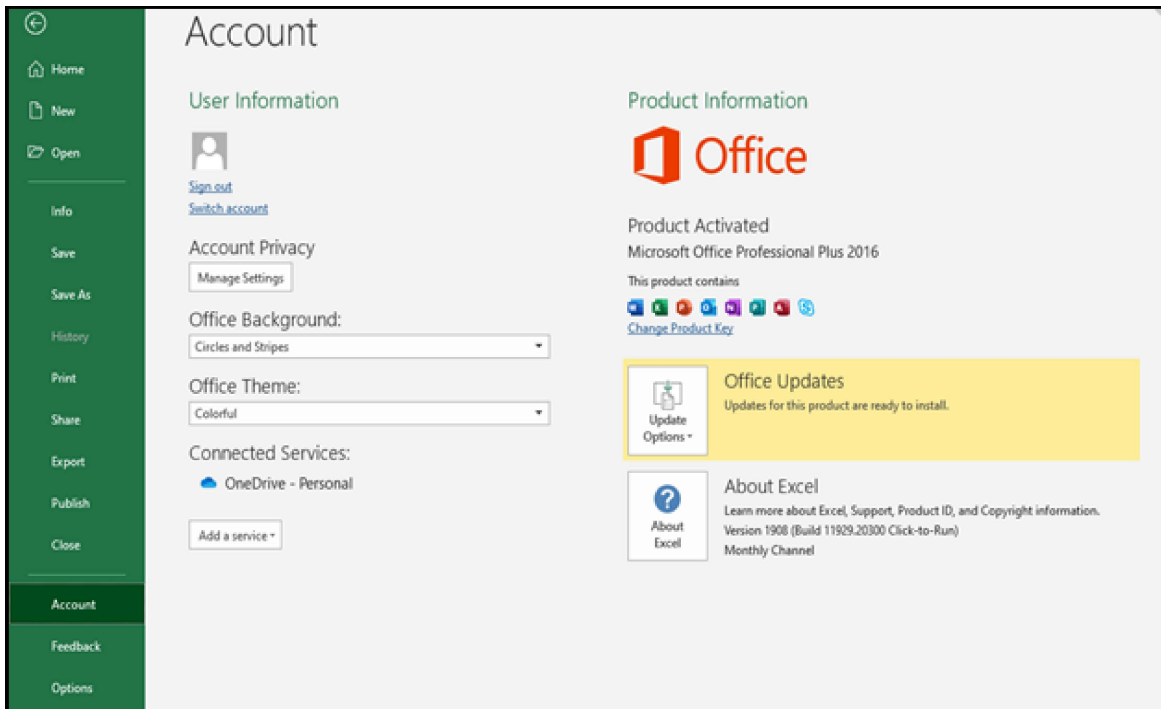 Account
Home
New
Open
Info
Save
Save As
History
Print
Share
Export
Publish
Close
Account
Feedback
Options
User Information
Sign out
Switch account
Account Privacy
Manage Settings
Office Background:
Circles and Stripes
Office Theme:
Colorful
Connected Services:
OneDrive - Personal
Add a service
Product Information
Office
Product Activated
Microsoft Office Professional Plus 2016
This product contains
Change Product Key
Update
Options
Office Updates
Updates for this product are ready to install.
About
Excel
About Excel
Learn more about Excel, Support, Product ID, and Copyright information.
Version 1908 (Build 11929.20300 Click-to-Run)
Monthly Channel